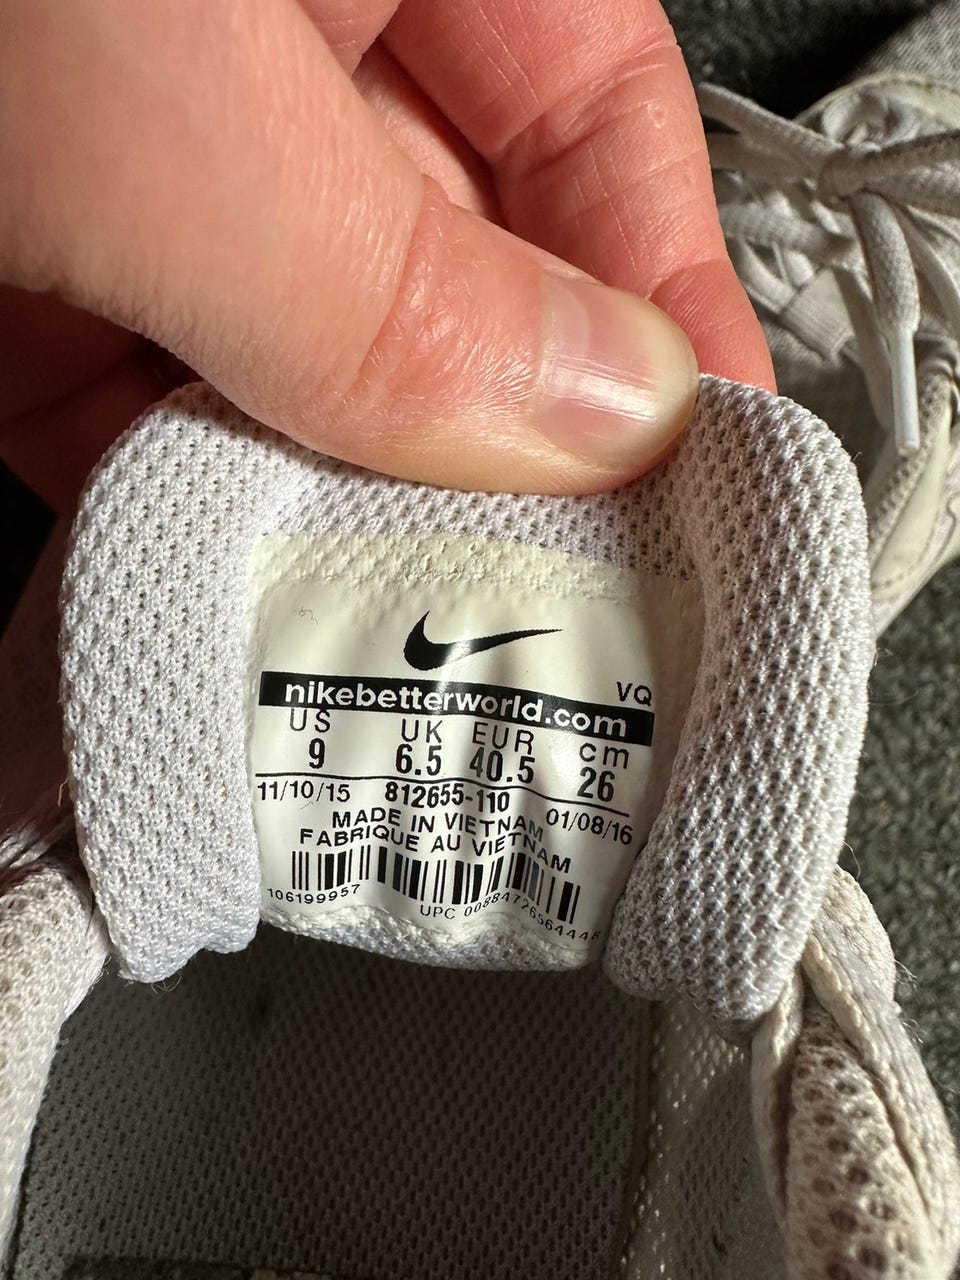 VQ
nikebetterworld.com
US UK EUR cm
9 6.5 40.5 26
11/10/15 812655-110 01/08/16
MADE IN VIETNAM
FABRIQUE AU VIETNAM
106199957
UPC